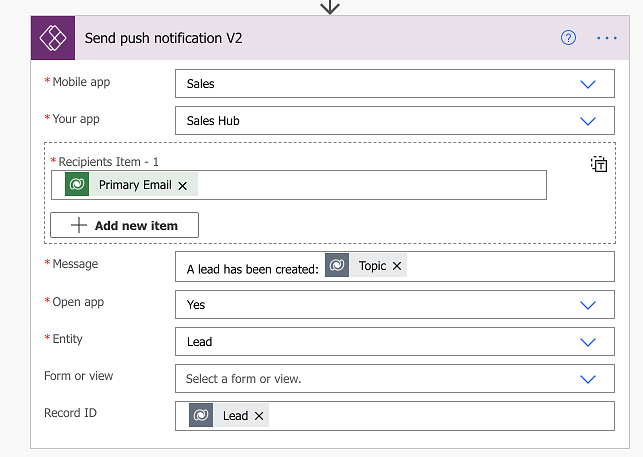 Send push notification V2
* Mobile app
Sales
* Your app
Sales Hub
* Recipients Item - 1
Primary Email ×
+ Add new item
* Message
A lead has been created: Topic ×
* Open app
Yes
* Entity
Lead
Form or view
Select a form or view.
Record ID
Lead ×